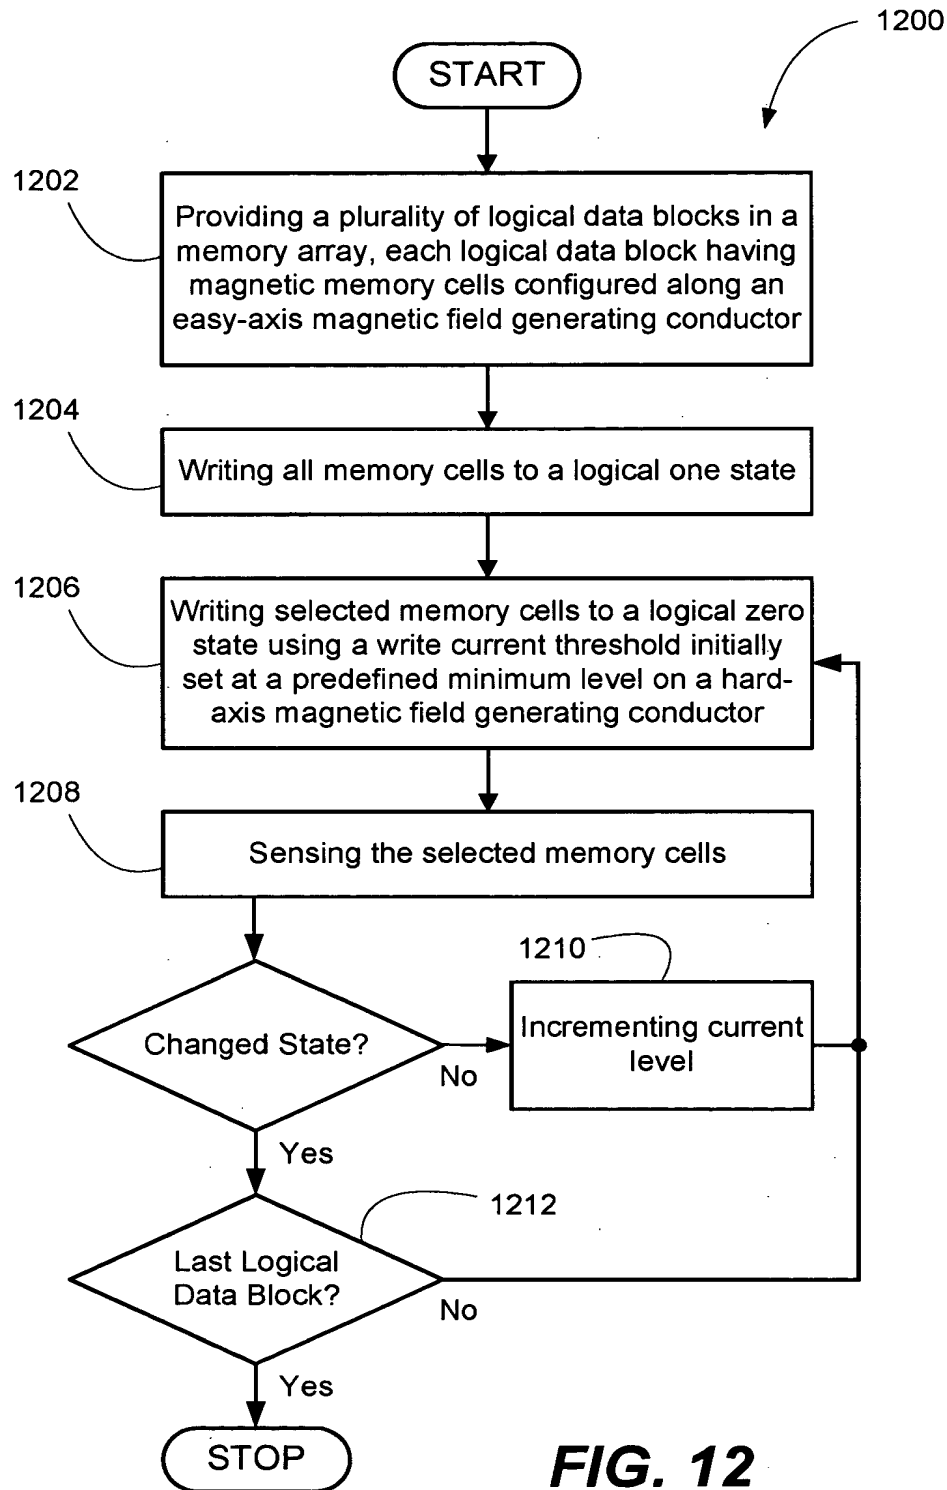 1200
START
1202
Providing a plurality of logical data blocks in a
memory array, each logical data block having
magnetic memory cells configured along an
easy-axis magnetic field generating conductor
1204
Writing all memory cells to a logical one state
1206
Writing selected memory cells to a logical zero
state using a write current threshold initially
set at a predefined minimum level on a hard-
axis magnetic field generating conductor
1208
Sensing the selected memory cells
1210
Changed State?
No
Incrementing current
level
Yes
1212
Last Logical
Data Block?
No
Yes
STOP
FIG. 12